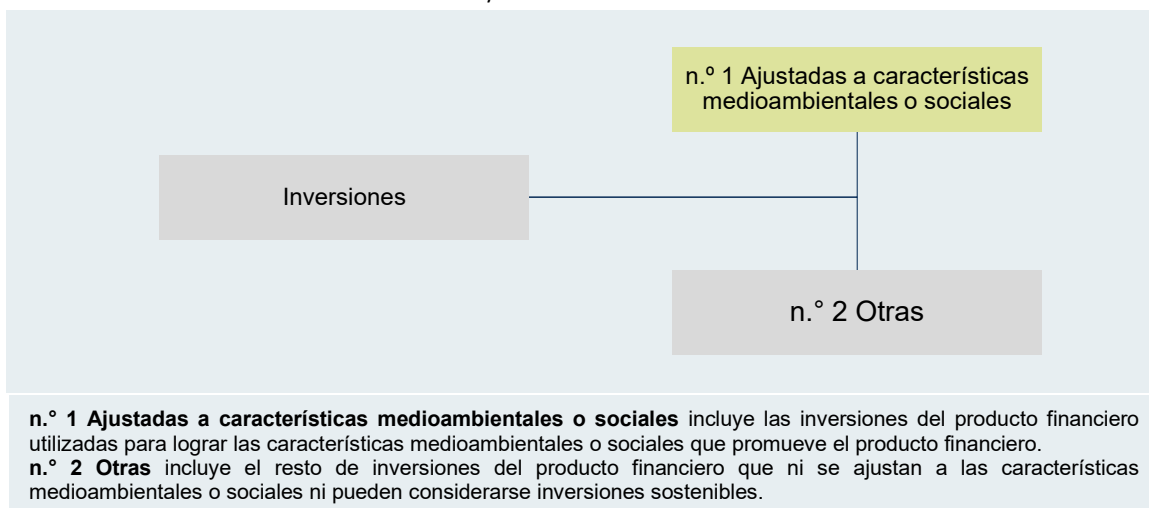 n.º 1 Ajustadas a características
medioambientales o sociales
Inversiones
n.° 2 Otras
n.° 1 Ajustadas a características medioambientales o sociales incluye las inversiones del producto financiero
utilizadas para lograr las características medioambientales o sociales que promueve el producto financiero.
n.° 2 Otras incluye el resto de inversiones del producto financiero que ni se ajustan a las características
medioambientales o sociales ni pueden considerarse inversiones sostenibles.